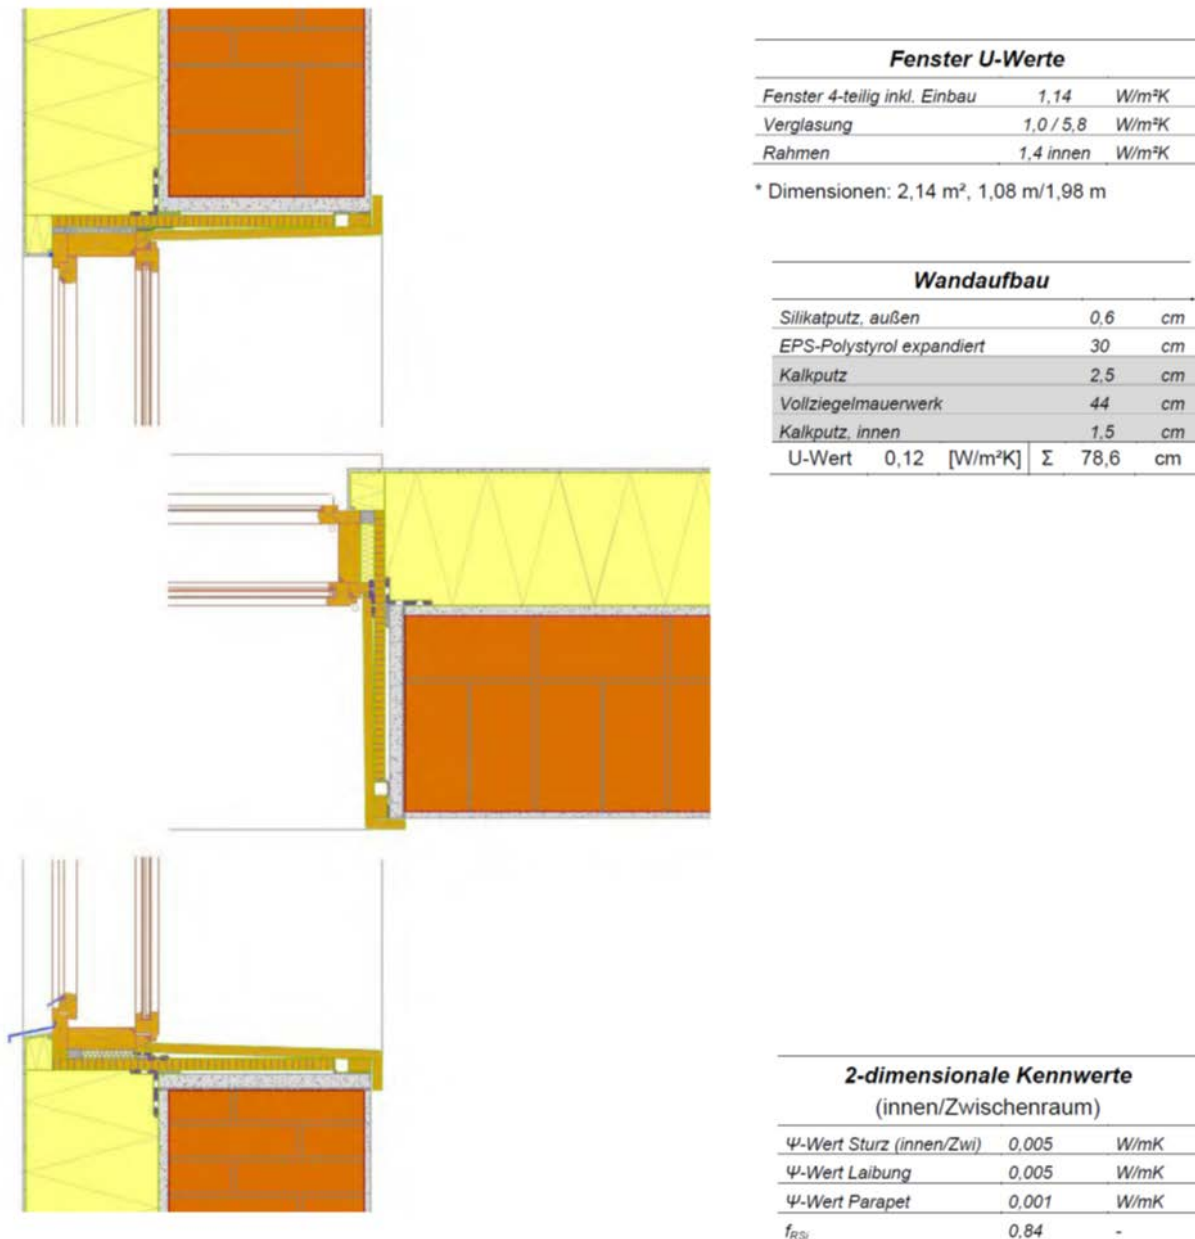 Fenster U-Werte
Fenster 4-teilig inkl. Einbau 1,14 W/m²K
Verglasung 1,0 / 5,8 W/m²K
Rahmen 1,4 innen W/m²K
* Dimensionen: 2,14 m², 1,08 m/1,98 m
Wandaufbau
Silikatputz, außen 0,6 cm
EPS-Polystyrol expandiert 30 cm
Kalkputz 2,5 cm
Vollziegelmauerwerk 44 cm
Kalkputz, innen 1,5 cm
U-Wert 0,12 [W/m²K] Σ 78,6 cm
2-dimensionale Kennwerte
(innen/Zwischenraum)
Ψ-Wert Sturz (innen/Zwi) 0,005 W/mK
Ψ-Wert Laibung 0,005 W/mK
Ψ-Wert Parapet 0,001 W/mK
fRSi 0,84 -